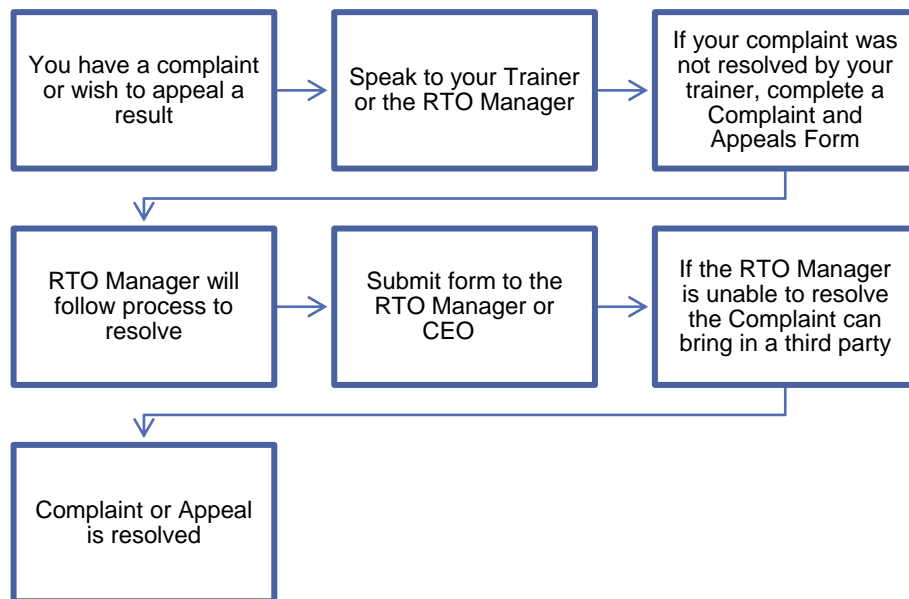 You have a complaint
or wish to appeal a
result
Speak to your Trainer
or the RTO Manager
If your complaint was
not resolved by your
trainer, complete a
Complaint and
Appeals Form
RTO Manager will
follow process to
resolve
Submit form to the
RTO Manager or
CEO
If the RTO Manager
is unable to resolve
the Complaint can
bring in a third party
Complaint or Appeal
is resolved